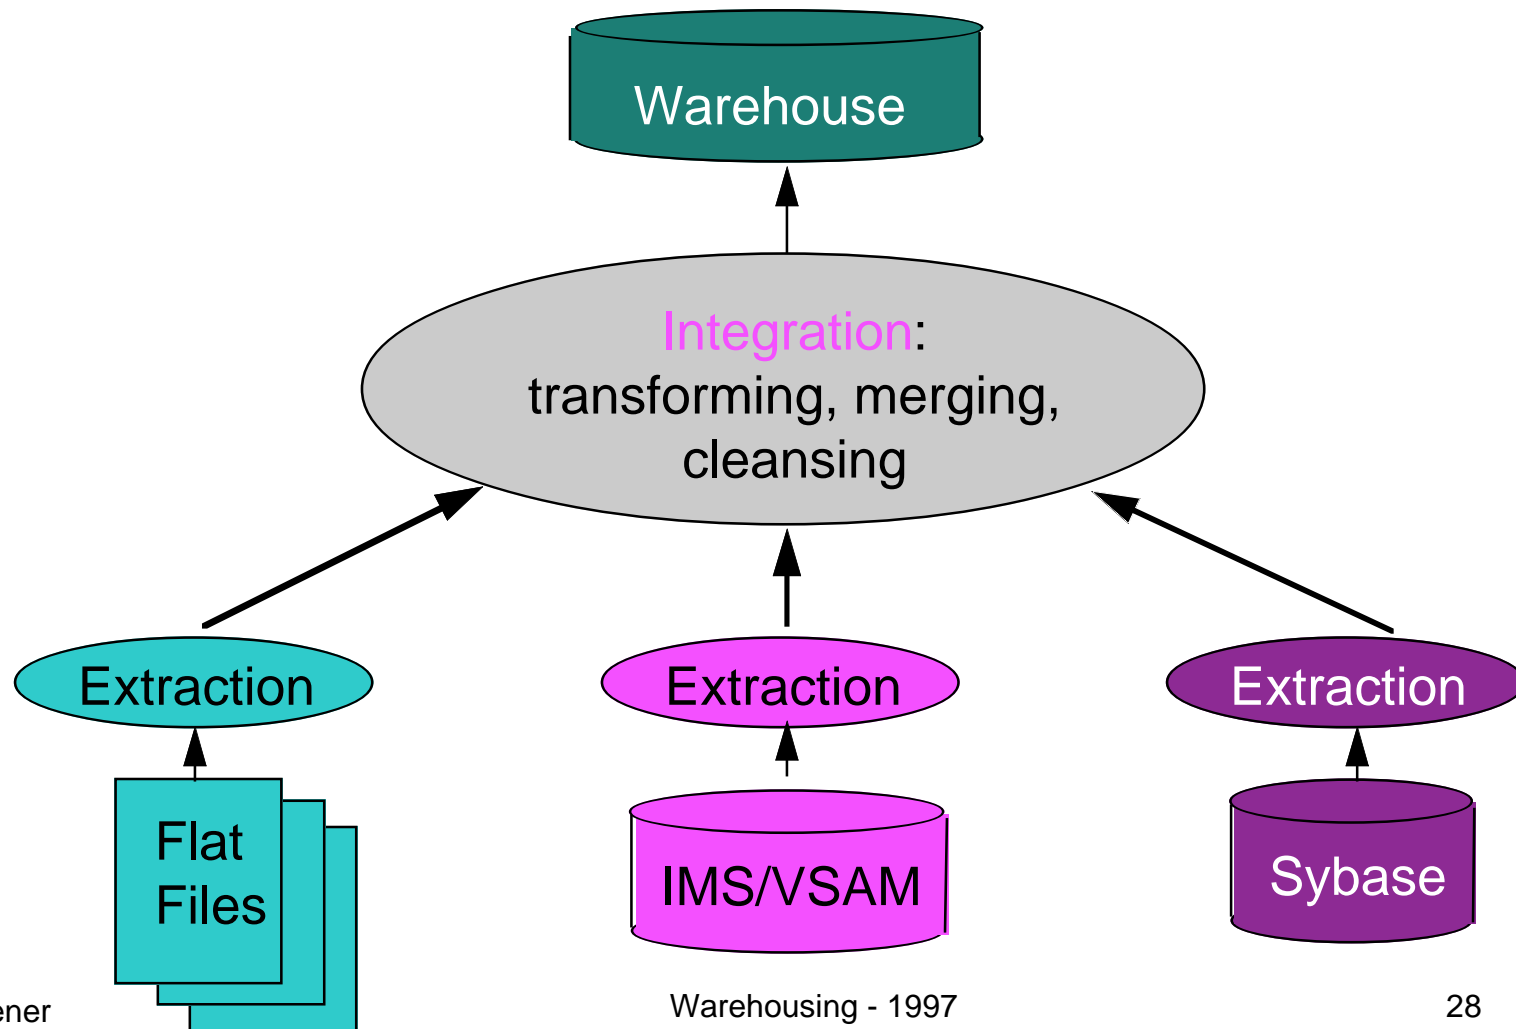 Warehouse
Integration:
transforming, merging,
cleansing
Extraction
Extraction
Extraction
Flat
Files
IMS/VSAM
Sybase
Warehousing - 1997
28